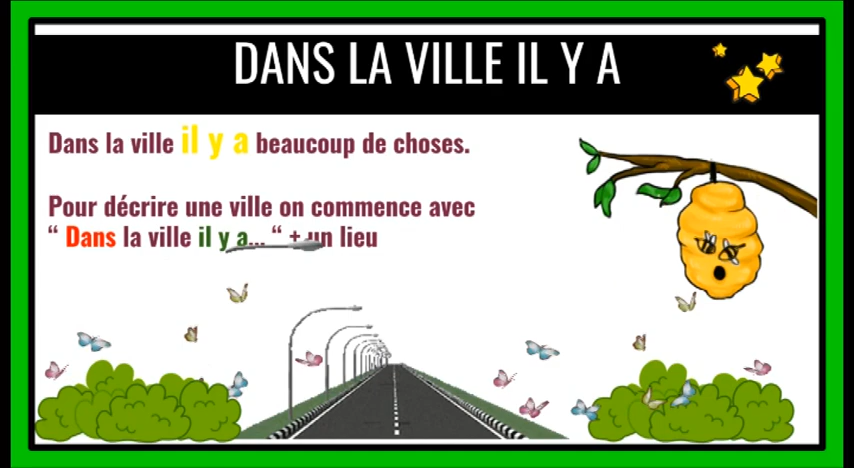 DANS LA VILLE IL Y A
Dans la ville il y a beaucoup de choses.
Pour décrire une ville on commence avec
“ Dans la ville il y a... “ + un lieu